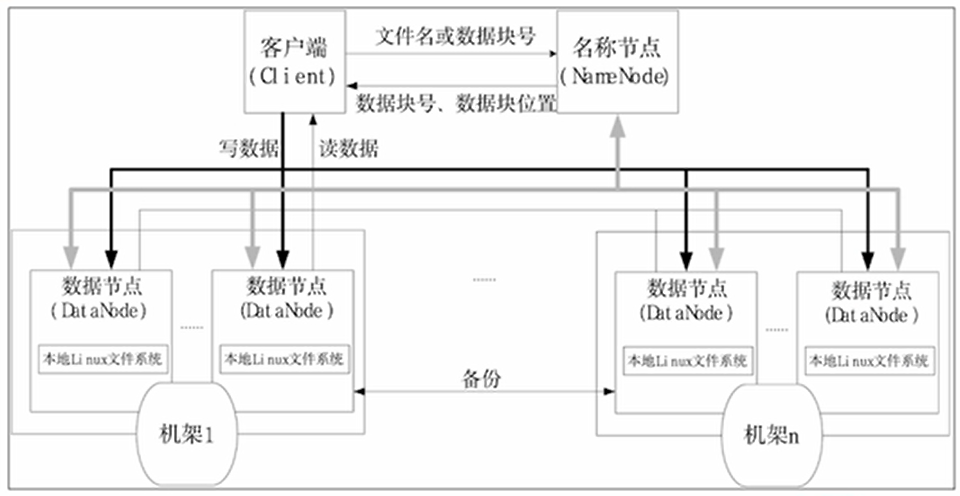 客户端
(Client)
文件名或数据块号
名称节点
(NameNode)
数据块号、数据块位置
写数据
读数据
数据节点
(DataNode)
......
本地Linux文件系统
数据节点
(DataNode)
本地Linux文件系统
......
数据节点
(DataNode)
......
本地Linux文件系统
数据节点
(DataNode)
本地Linux文件系统
备份
机架1
机架n